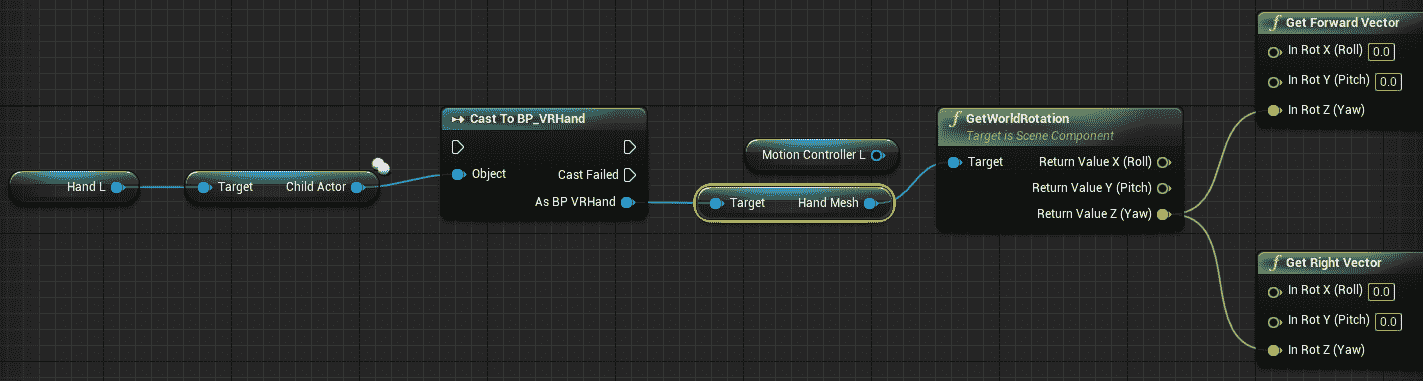 Hand L
Target Child Actor
Cast To BP_VRHand
Object
Cast Failed
As BP VRHand
Motion Controller L
Target Hand Mesh
GetWorldRotation
Target is Scene Component
Target Return Value X (Roll)
Return Value Y (Pitch)
Return Value Z (Yaw)
Get Forward Vector
In Rot X (Roll) 0.0
In Rot Y (Pitch) 0.0
In Rot Z (Yaw)
Get Right Vector
In Rot X (Roll) 0.0
In Rot Y (Pitch) 0.0
In Rot Z (Yaw)